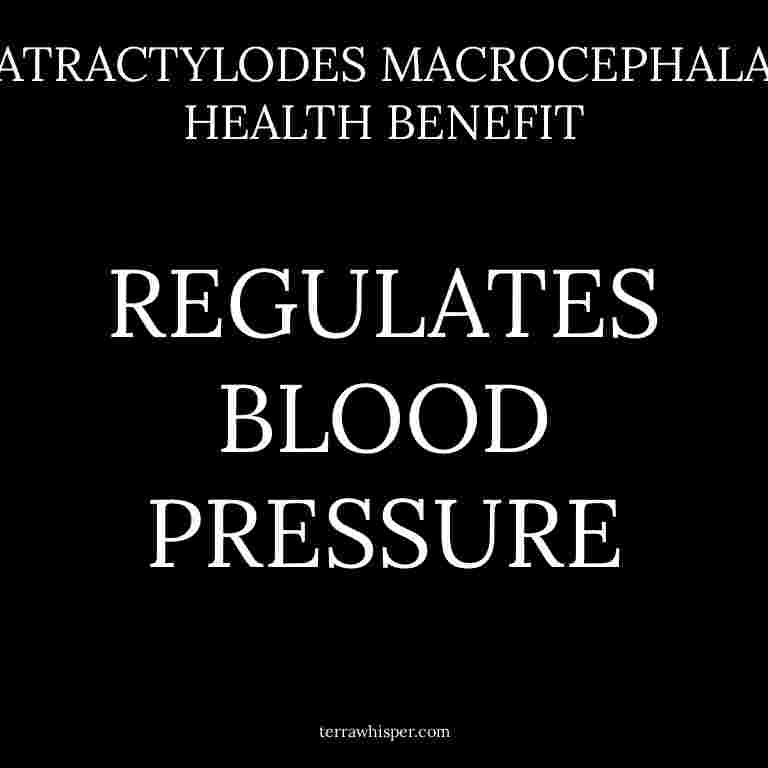 ATRACTYLODES MACROCEPHALA
HEALTH BENEFIT
REGULATES
BLOOD
PRESSURE
terrawhisper.com